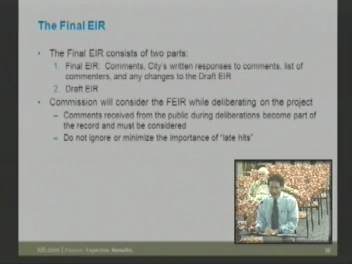 The Final EIR
• The Final EIR consists of two parts:
1. Final EIR: Comments, City's written responses to comments, list of
commenters, and any changes to the Draft EIR
2. Draft EIR
• Commission will consider the FEIR while deliberating on the project
– Comments received from the public during deliberations become part of
the record and must be considered
– Do not ignore or minimize the importance of "late hits"
Expertise. Results.